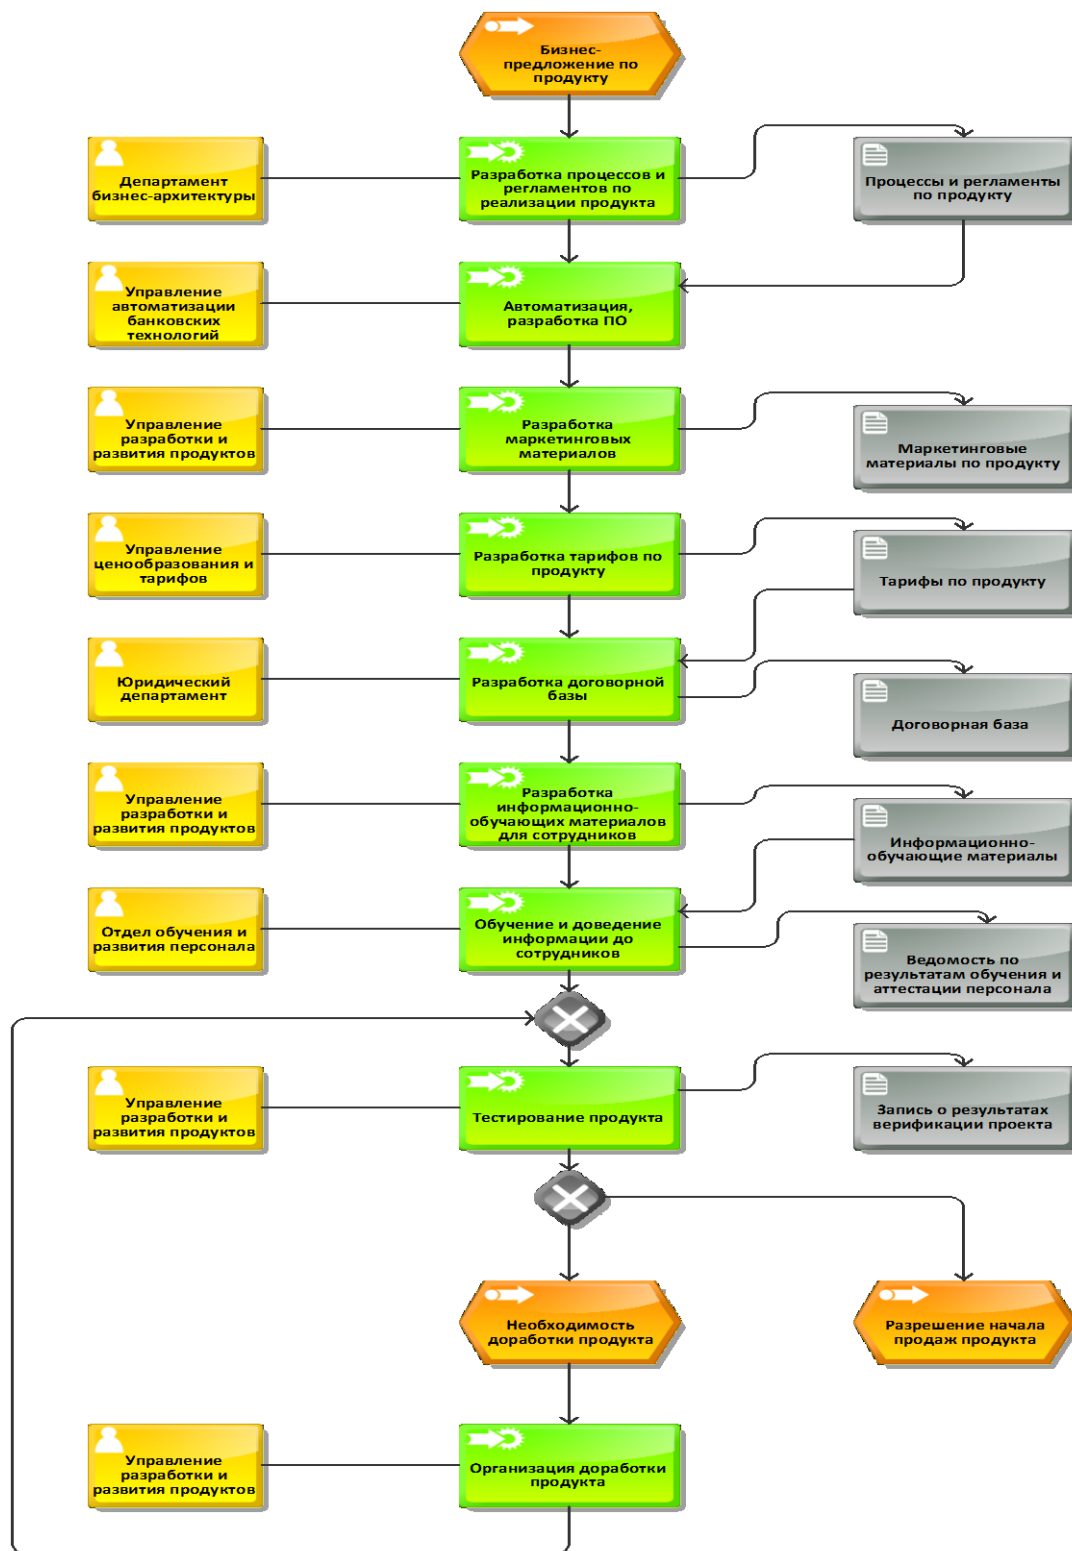 Бизнес-
предложение по
продукту
Департамент
бизнес-архитектуры
Разработка процессов и
регламентов по
реализации продукта
Процессы и регламенты
по продукту
Управление
автоматизации
банковских
технологий
Автоматизация,
разработка ПО
Управление
разработки и
развития продуктов
Разработка
маркетинговых
материалов
Маркетинговые
материалы по продукту
Управление
ценообразования и
тарифов
Разработка тарифов по
продукту
Тарифы по продукту
Юридический
департамент
Разработка договорной
базы
Договорная база
Управление
разработки и
развития продуктов
Разработка
информационно-
обучающих материалов
для сотрудников
Информационно-
обучающие материалы
Отдел обучения и
развития персонала
Обучение и доведение
информации до
сотрудников
Ведомость по
результатам обучения и
аттестации персонала
Управление
разработки и
развития продуктов
Тестирование продукта
Запись о результатах
верификации проекта
Необходимость
доработки продукта
Разрешение начала
продаж продукта
Управление
разработки и
развития продуктов
Организация доработки
продукта